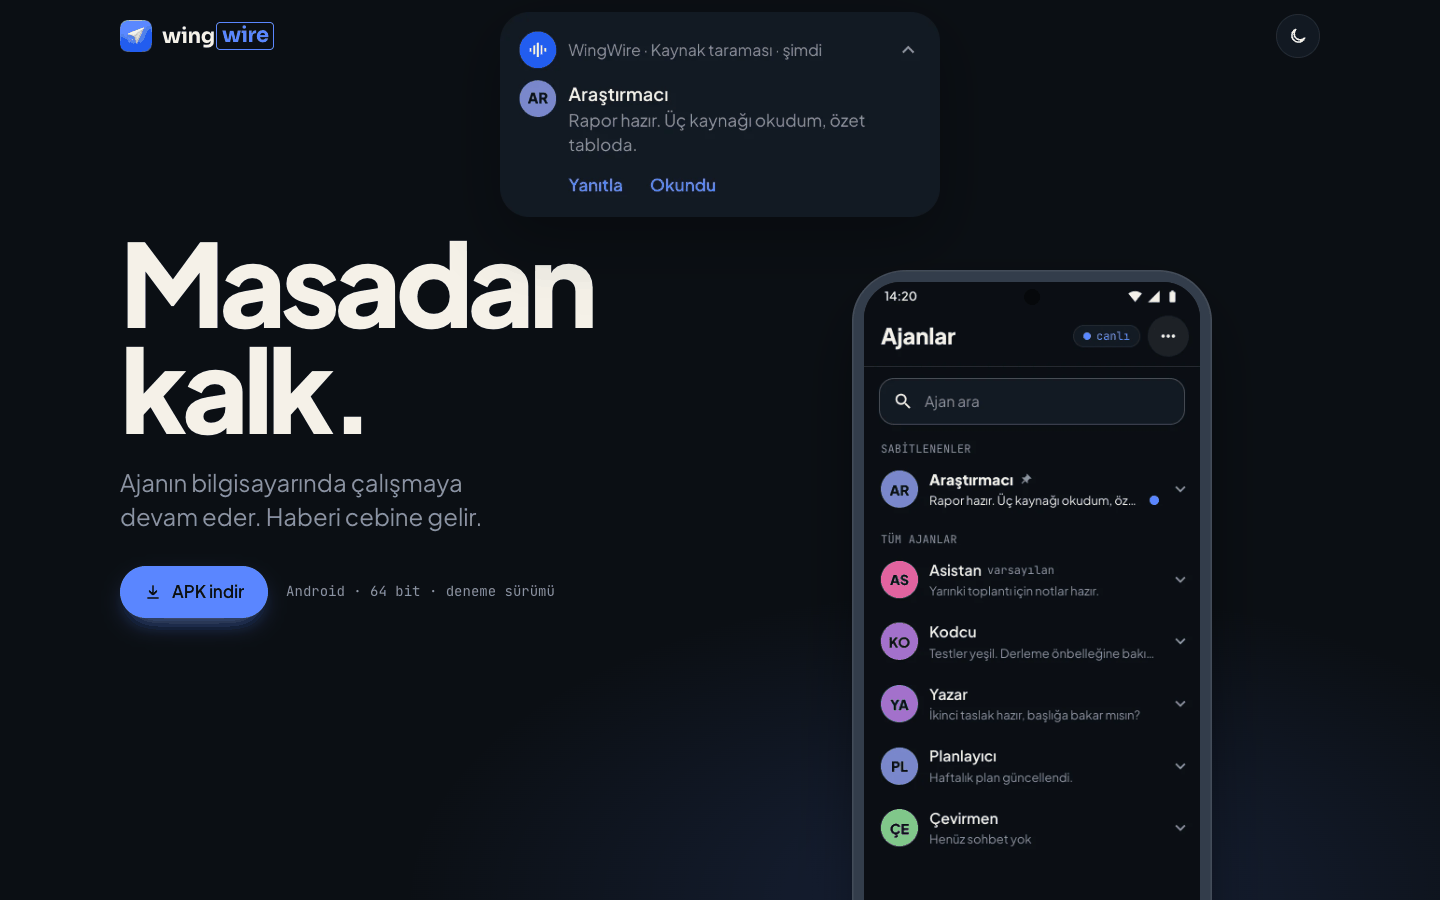 wingwire
WingWire · Kaynak taraması · şimdi
AR
Araştırmacı
Rapor hazır. Üç kaynağı okudum, özet
tabloda.
Yanıtla Okundu
Masadan
kalk.
Ajanın bilgisayarında çalışmaya
devam eder. Haberi cebine gelir.
APK indir
Android · 64 bit · deneme sürümü
14:20
Ajanlar
canlı
Ajan ara
SABİTLENENLER
AR
Araştırmacı
Rapor hazır. Üç kaynağı okudum, öz…
TÜM AJANLAR
AS
Asistan varsayılan
Yarınki toplantı için notlar hazır.
KO
Kodcu
Testler yeşil. Derleme önbelleğine bakı…
YA
Yazar
İkinci taslak hazır, başlığa bakar mısın?
PL
Planlayıcı
Haftalık plan güncellendi.
ÇE
Çevirmen
Henüz sohbet yok